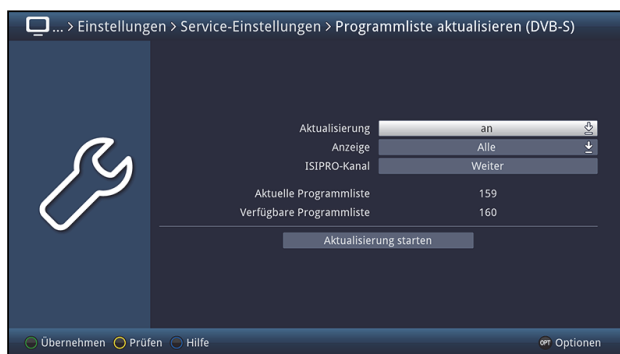 ... > Einstellungen > Service-Einstellungen > Programmliste aktualisieren (DVB-S)
Aktualisierung an
Anzeige Alle
ISIPRO-Kanal Weiter
Aktuelle Programmliste 159
Verfügbare Programmliste 160
Aktualisierung starten
Übernehmen Prüfen Hilfe OPT Optionen